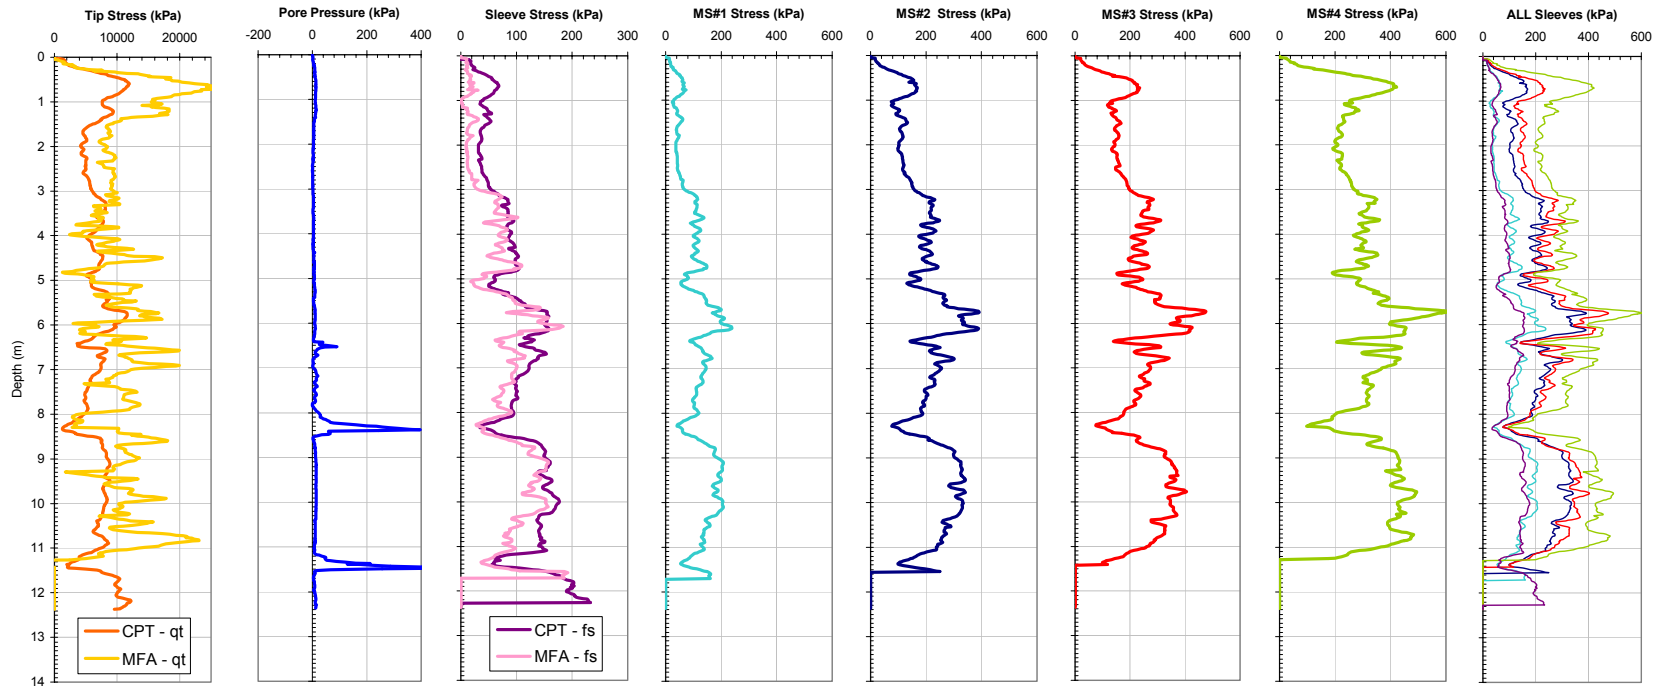 Tip Stress (kPa)
Pore Pressure (kPa)
Sleeve Stress (kPa)
MS#1 Stress (kPa)
MS#2 Stress (kPa)
MS#3 Stress (kPa)
MS#4 Stress (kPa)
ALL Sleeves (kPa)
0 10000 20000
-200 0 200 400
0 100 200 300
0 200 400 600
0 200 400 600
0 200 400 600
0 200 400 600
0 200 400 600
0
1
2
3
4
5
6
7
8
9
10
11
12
13
14
Depth (m)
CPT - qt
MFA - qt
CPT - fs
MFA - fs